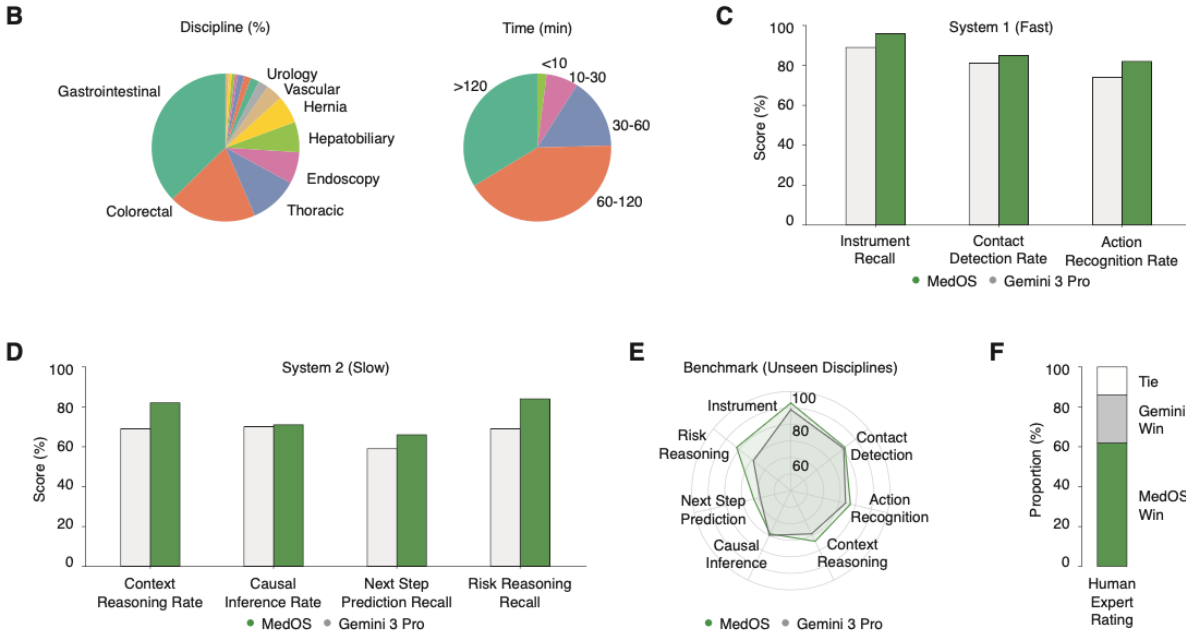 B
Discipline (%)
Gastrointestinal
Urology
Vascular
Hernia
Hepatobiliary
Endoscopy
Thoracic
Colorectal
Time (min)
<10
10-30
30-60
60-120
>120
C
System 1 (Fast)
Score (%)
100
80
60
40
20
0
Instrument
Recall
Contact
Detection Rate
Action
Recognition Rate
MedOS
Gemini 3 Pro
D
System 2 (Slow)
Score (%)
100
80
60
40
20
0
Context
Reasoning Rate
Causal
Inference Rate
Next Step
Prediction Recall
Risk Reasoning
Recall
MedOS
Gemini 3 Pro
E
Benchmark (Unseen Disciplines)
100
80
60
Instrument
Contact
Detection
Action
Recognition
Context
Reasoning
Causal
Inference
Next Step
Prediction
Risk
Reasoning
MedOS
Gemini 3 Pro
F
Proportion (%)
100
80
60
40
20
0
Tie
Gemini
Win
MedOS
Win
Human
Expert
Rating